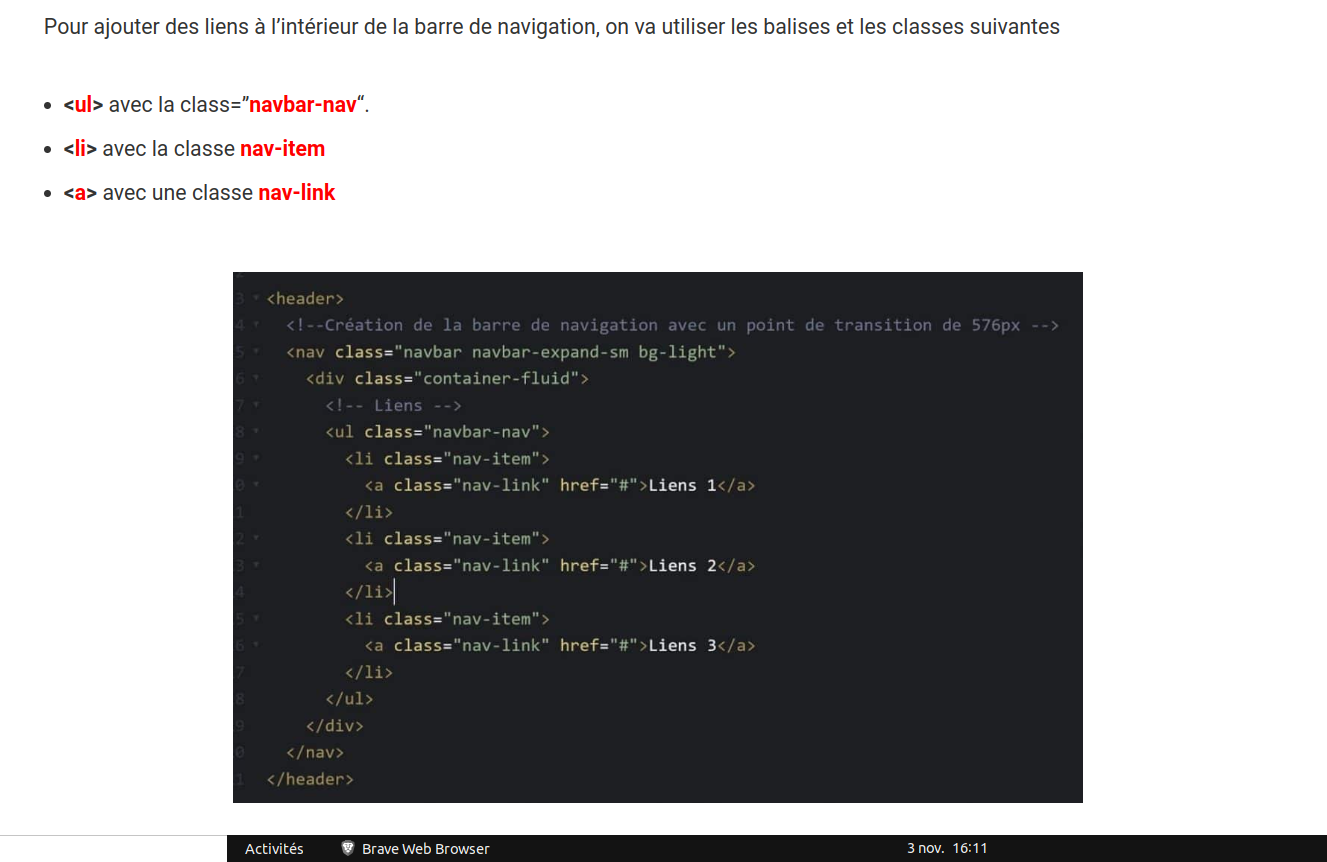 Pour ajouter des liens à l’intérieur de la barre de navigation, on va utiliser les balises et les classes suivantes
• <ul> avec la class=”navbar-nav“.
• <li> avec la classe nav-item
• <a> avec une classe nav-link
3 <header>
4 <!--Création de la barre de navigation avec un point de transition de 576px -->
5 <nav class="navbar navbar-expand-sm bg-light">
6 <div class="container-fluid">
7 <!-- Liens -->
8 <ul class="navbar-nav">
9 <li class="nav-item">
0 <a class="nav-link" href="#">Liens 1</a>
1 </li>
2 <li class="nav-item">
3 <a class="nav-link" href="#">Liens 2</a>
4 </li>
5 <li class="nav-item">
6 <a class="nav-link" href="#">Liens 3</a>
7 </li>
8 </ul>
9 </div>
0 </nav>
1 </header>
Activités Brave Web Browser 3 nov. 16:11